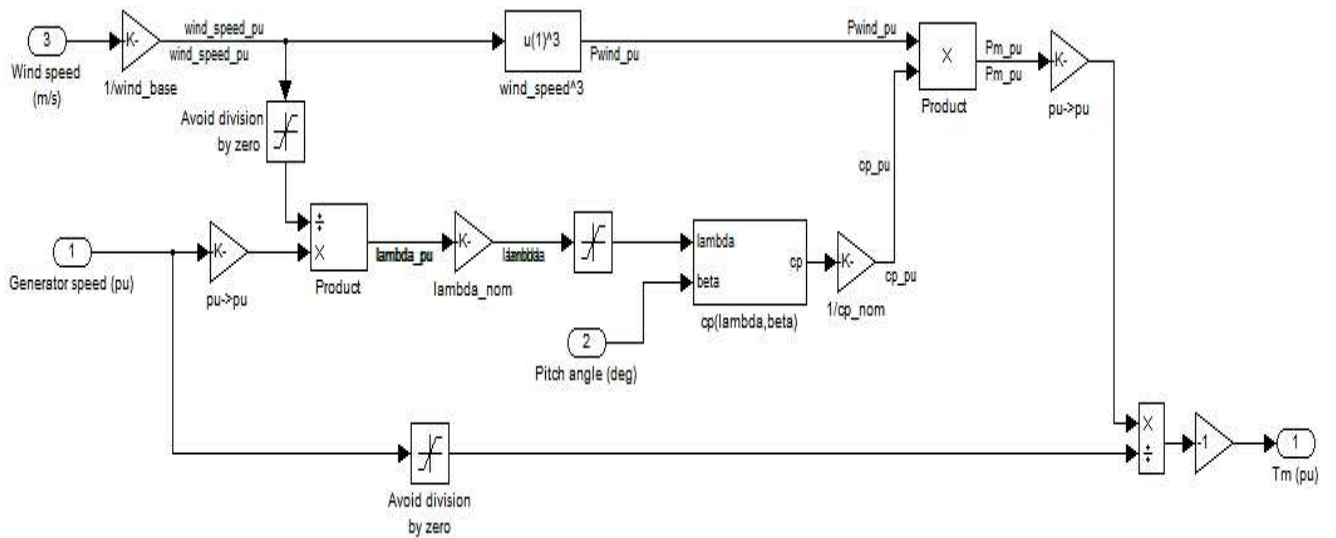 3
Wind speed
(m/s)
K-
1/wind_base
wind_speed_pu
wind_speed_pu
u(1)^3
wind_speed^3
Pwind_pu
Pwind_pu
X
Product
Pm_pu
Pm_pu
K-
pu->pu
Avoid division
by zero
cp_pu
1
Generator speed (pu)
K-
pu->pu
÷
X
Product
lambda_pu
K-
lambda_nom
lambda
beta
cp
cp(lambda,beta)
K-
1/cp_nom
cp_pu
2
Pitch angle (deg)
Avoid division
by zero
X
÷
-1
1
Tm (pu)